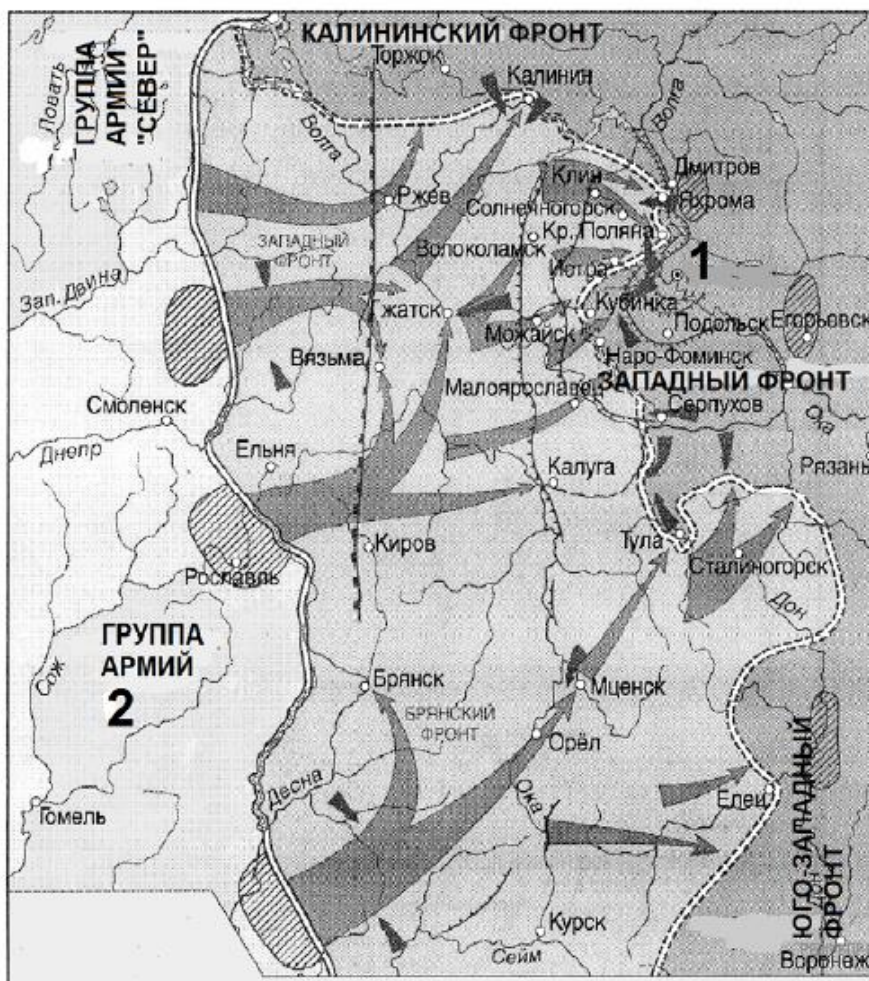 КАЛИНИНСКИЙ ФРОНТ
Торжок
ГРУППА
АРМИЙ
"СЕВЕР"
Ловать
Калинин
Волга
Волга
Дмитров
Клин
Яхрома
Ржев
Солнечногорск
ЗАПАДНЫЙ
ФРОНТ
Волоколамск
Кр. Поляна
1
Истра
Зап. Двина
жатск
Кубинка
Можайск
Подольск
Егорьевск
Вязьма
Наро-Фоминск
Малоярославец
ЗАПАДНЫЙ ФРОНТ
Смоленск
Серпухов
Ока
Днепр
Ельня
Калуга
Рязань
Киров
Тула
Рославль
Сталиногорск
Дон
ГРУППА
АРМИЙ
2
Сож
Брянск
Мценск
БРЯНСКИЙ
ФРОНТ
Орёл
Десна
Ока
Елец
Гомель
ЮГО-ЗАПАДНЫЙ
ФРОНТ
Дон
Курск
Сейм
Воронеж